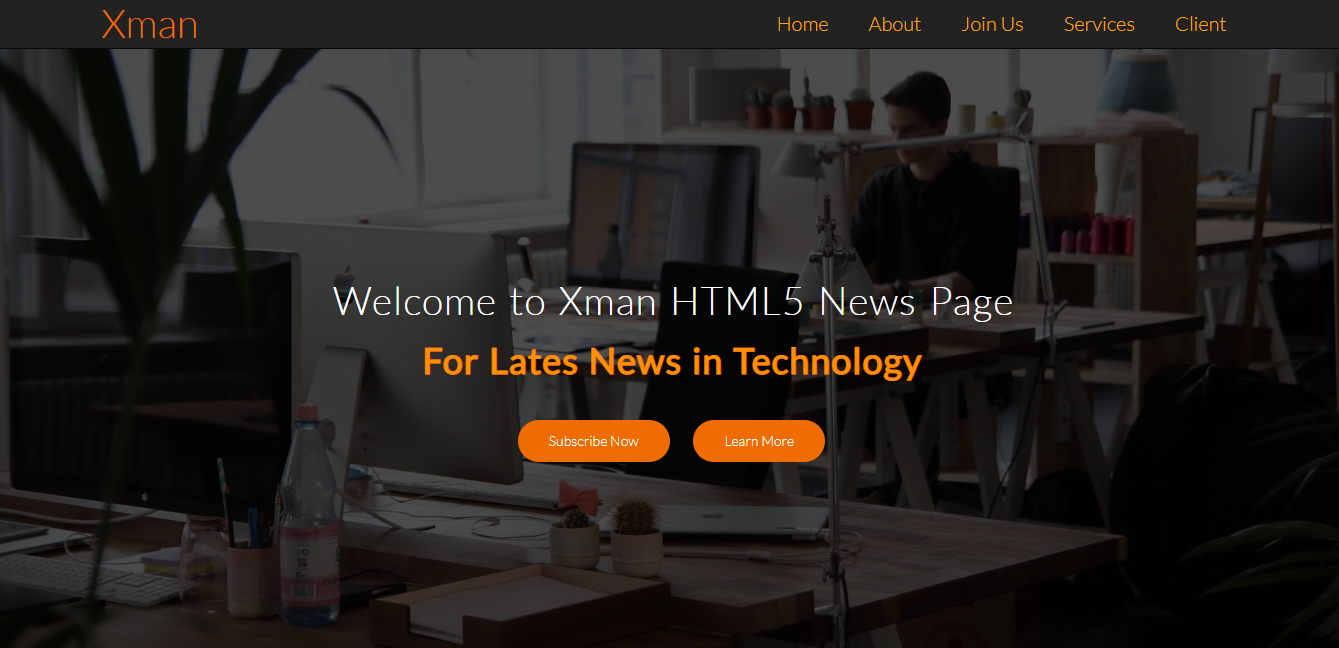 Xman
Home About Join Us Services Client
Welcome to Xman HTML5 News Page
For Lates News in Technology
Subscribe Now Learn More